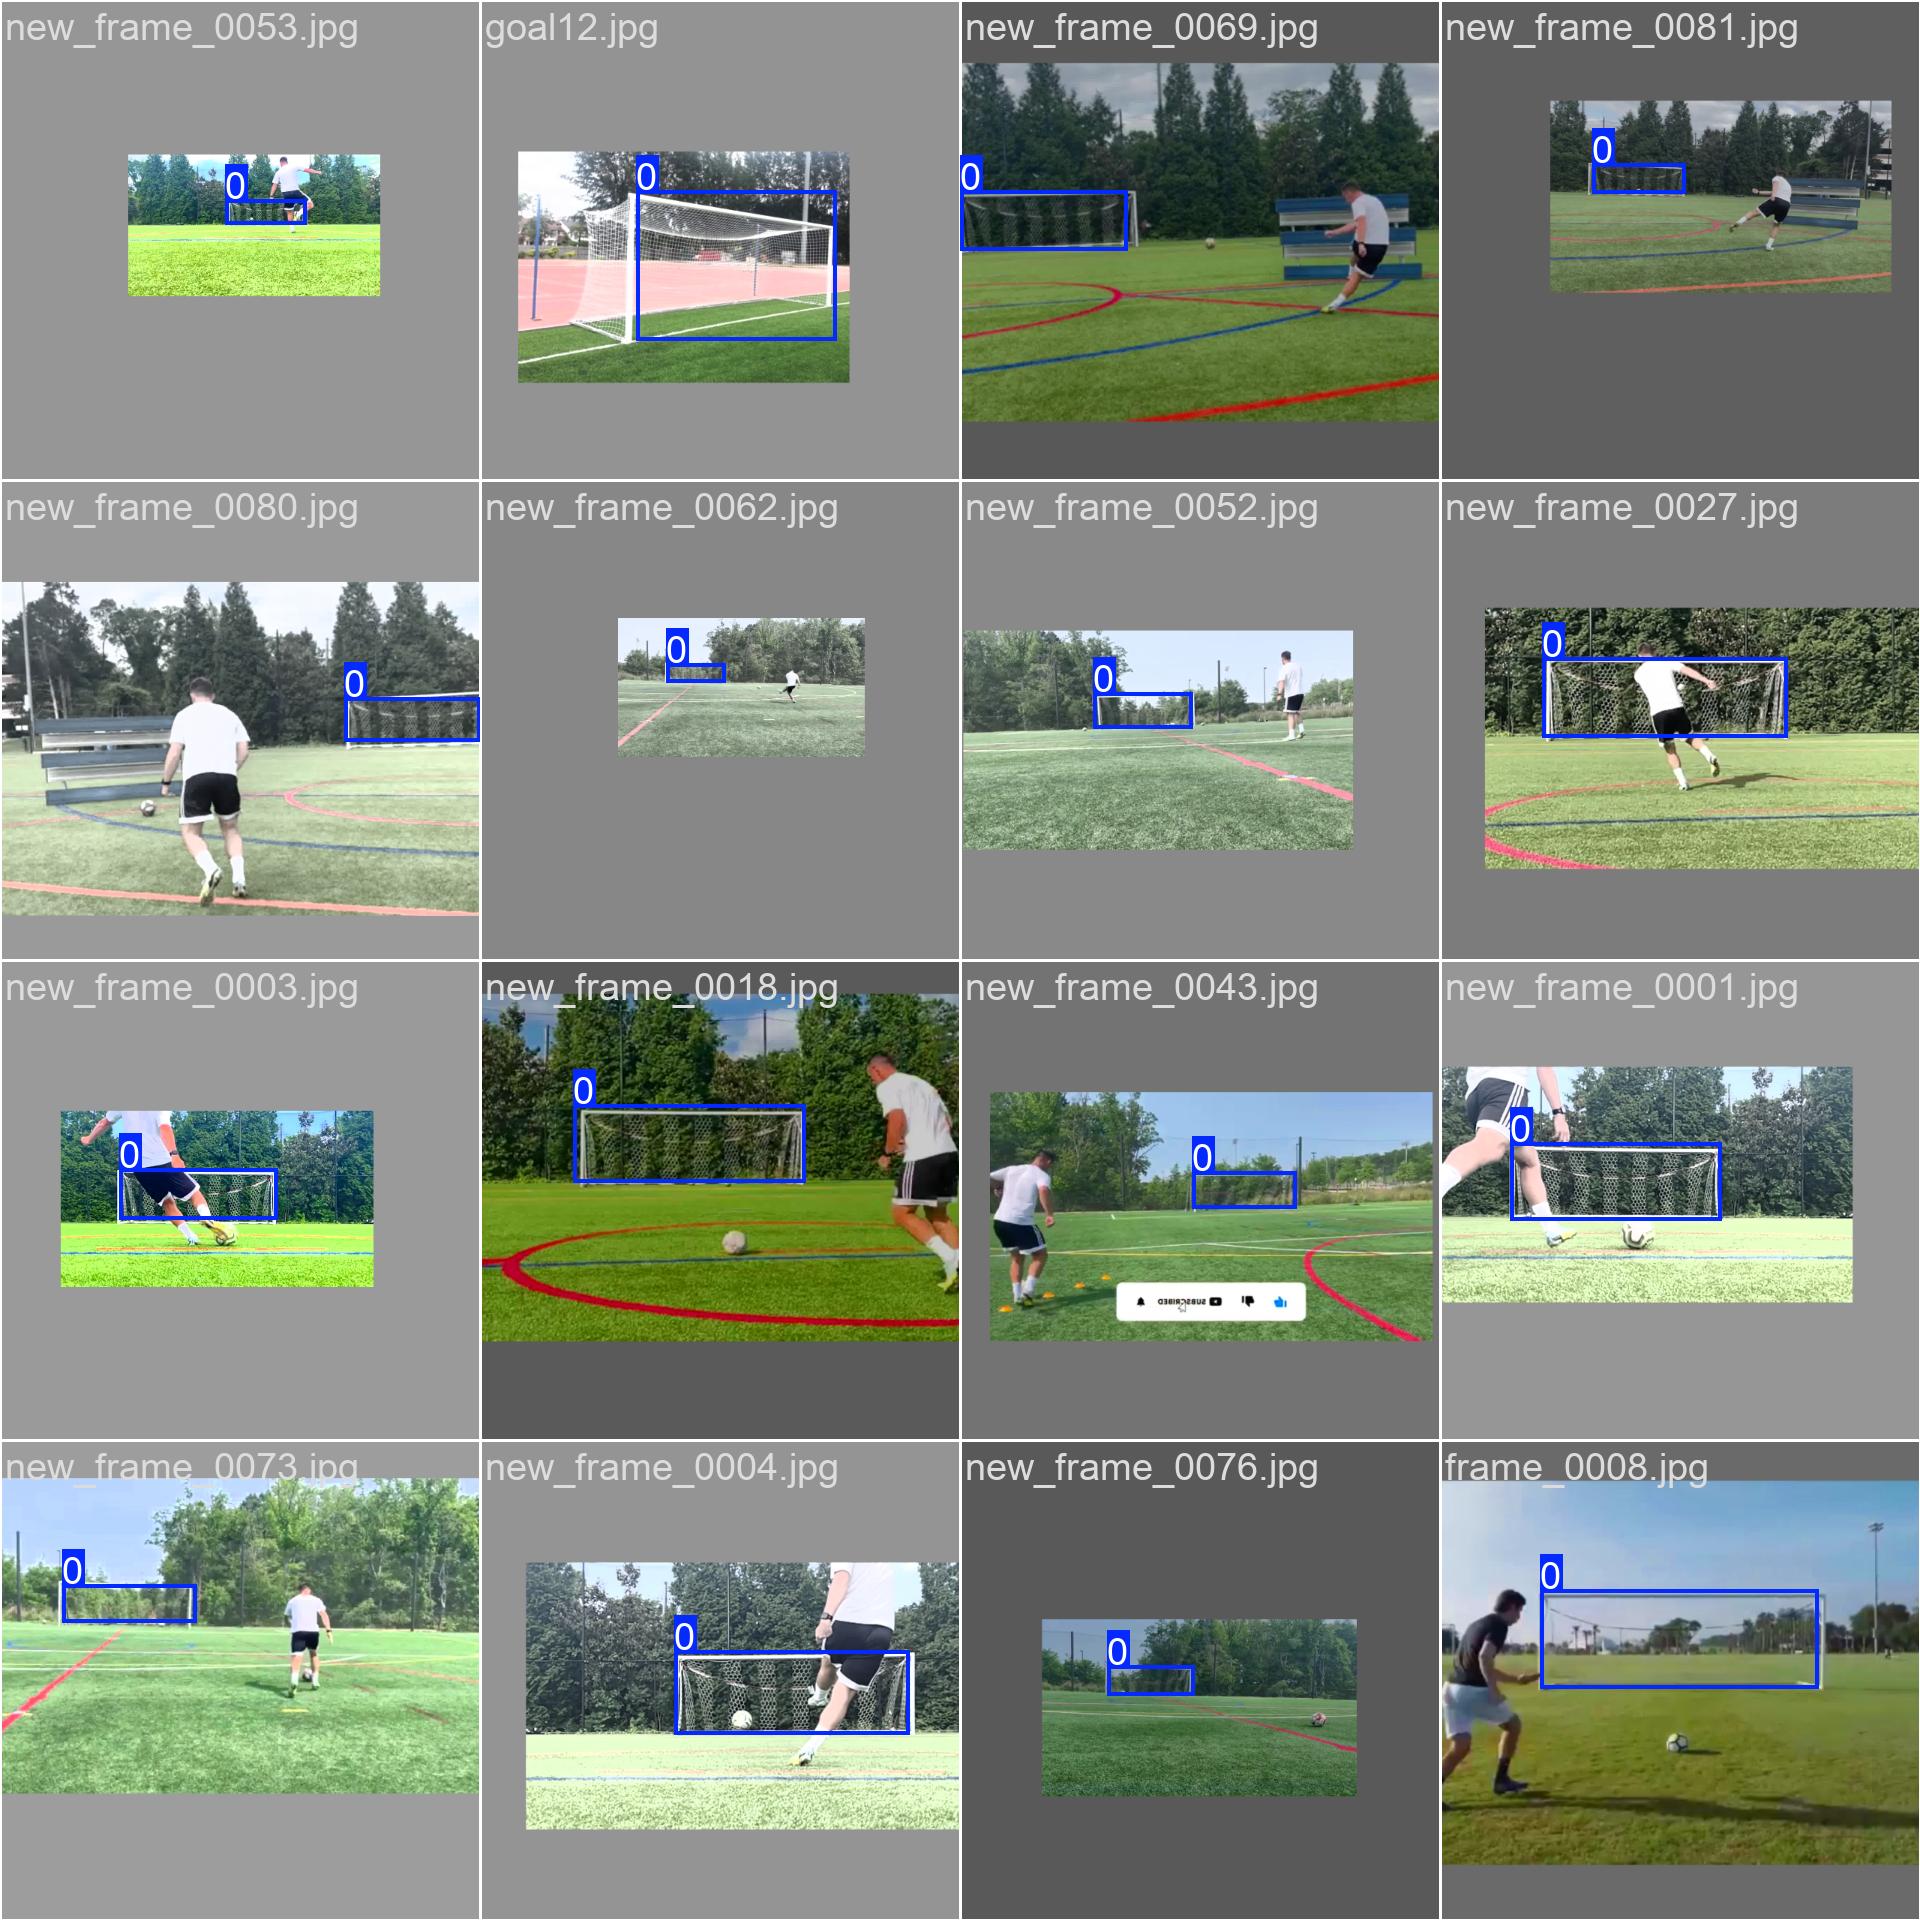 new_frame_0053.jpg
goal12.jpg
new_frame_0069.jpg
new_frame_0081.jpg
0
0
0
0
new_frame_0080.jpg
new_frame_0062.jpg
new_frame_0052.jpg
new_frame_0027.jpg
0
0
0
0
new_frame_0003.jpg
new_frame_0018.jpg
new_frame_0043.jpg
new_frame_0001.jpg
0
0
0
0
SUBSCRIBED
new_frame_0073.jpg
new_frame_0004.jpg
new_frame_0076.jpg
frame_0008.jpg
0
0
0
0